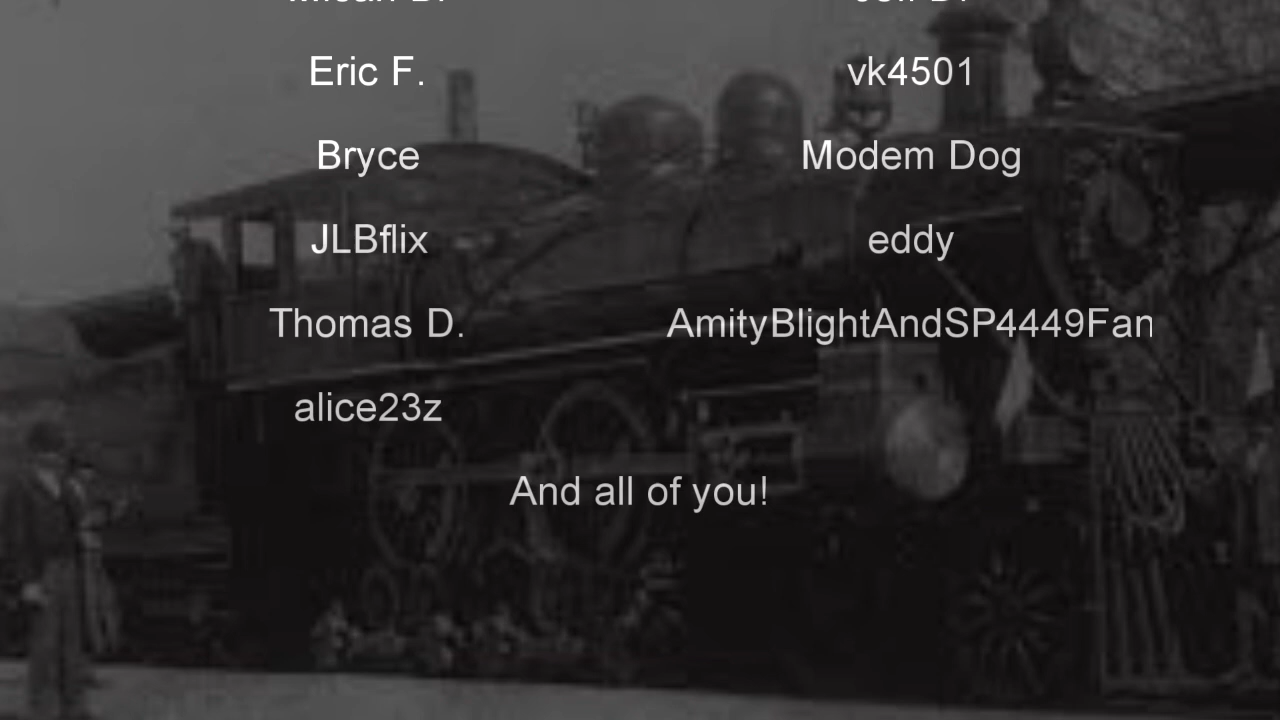 Eric F. vk4501
Bryce Modem Dog
JLBflix eddy
Thomas D. AmityBlightAndSP4449Fan
alice23z
And all of you!